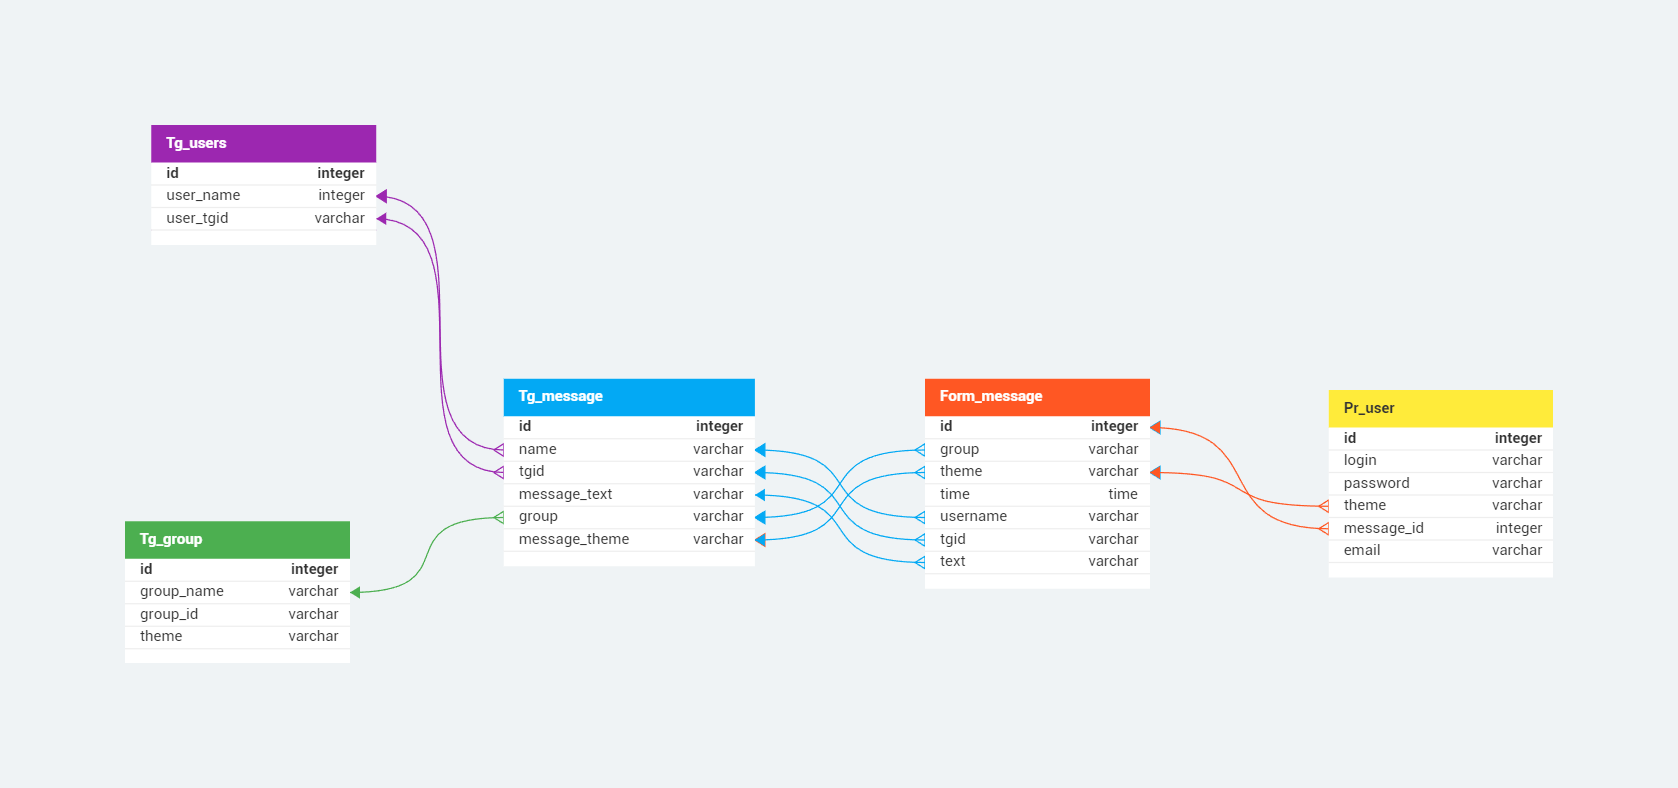 Tg_users
id integer
user_name integer
user_tgid varchar
Tg_group
id integer
group_name varchar
group_id varchar
theme varchar
Tg_message
id integer
name varchar
tgid varchar
message_text varchar
group varchar
message_theme varchar
Form_message
id integer
group varchar
theme varchar
time time
username varchar
tgid varchar
text varchar
Pr_user
id integer
login varchar
password varchar
theme varchar
message_id integer
email varchar